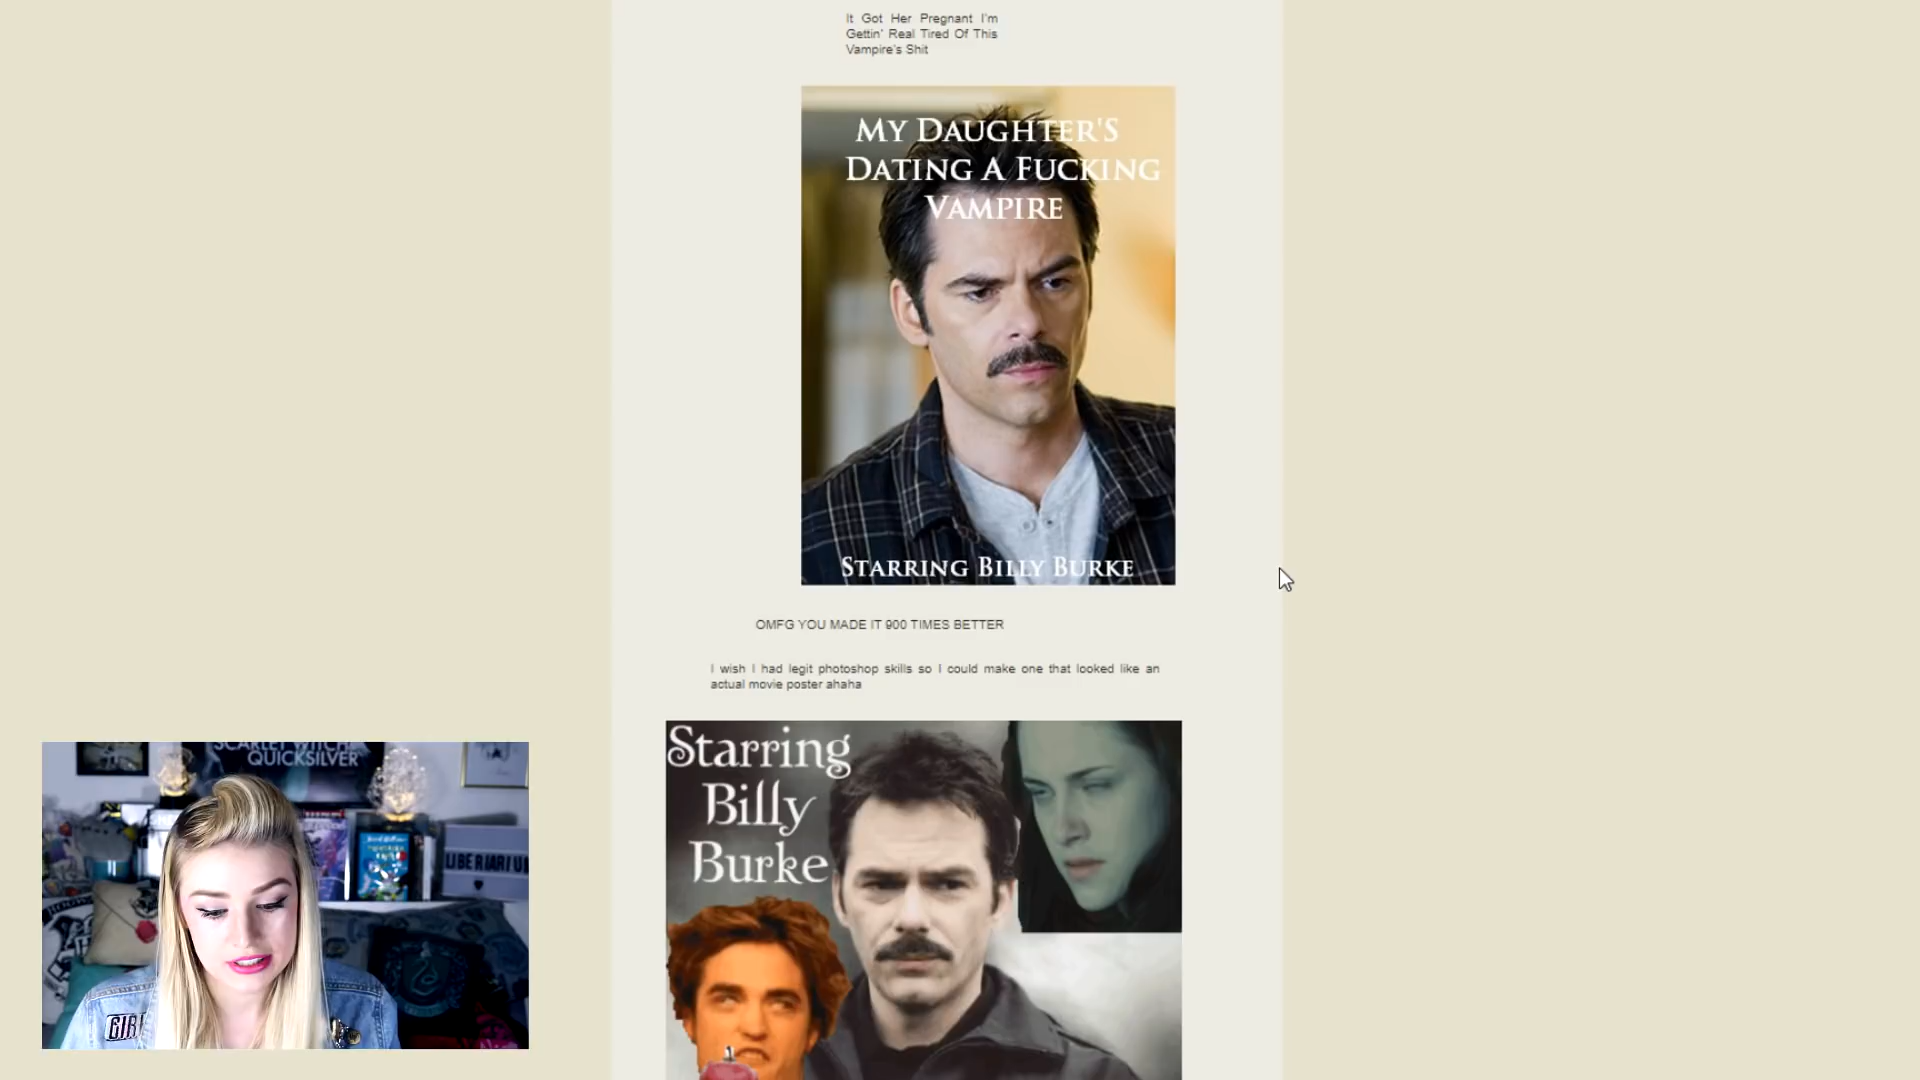 It Got Her Pregnant I'm
Gettin' Real Tired Of This
Vampire's Shit
MY DAUGHTER'S
DATING A FUCKING
VAMPIRE
STARRING BILLY BURKE
OMFG YOU MADE IT 900 TIMES BETTER
I wish I had legit photoshop skills so I could make one that looked like an
actual movie poster ahaha
Starring
Billy
Burke
SCARLET WITCH
QUICKSILVER